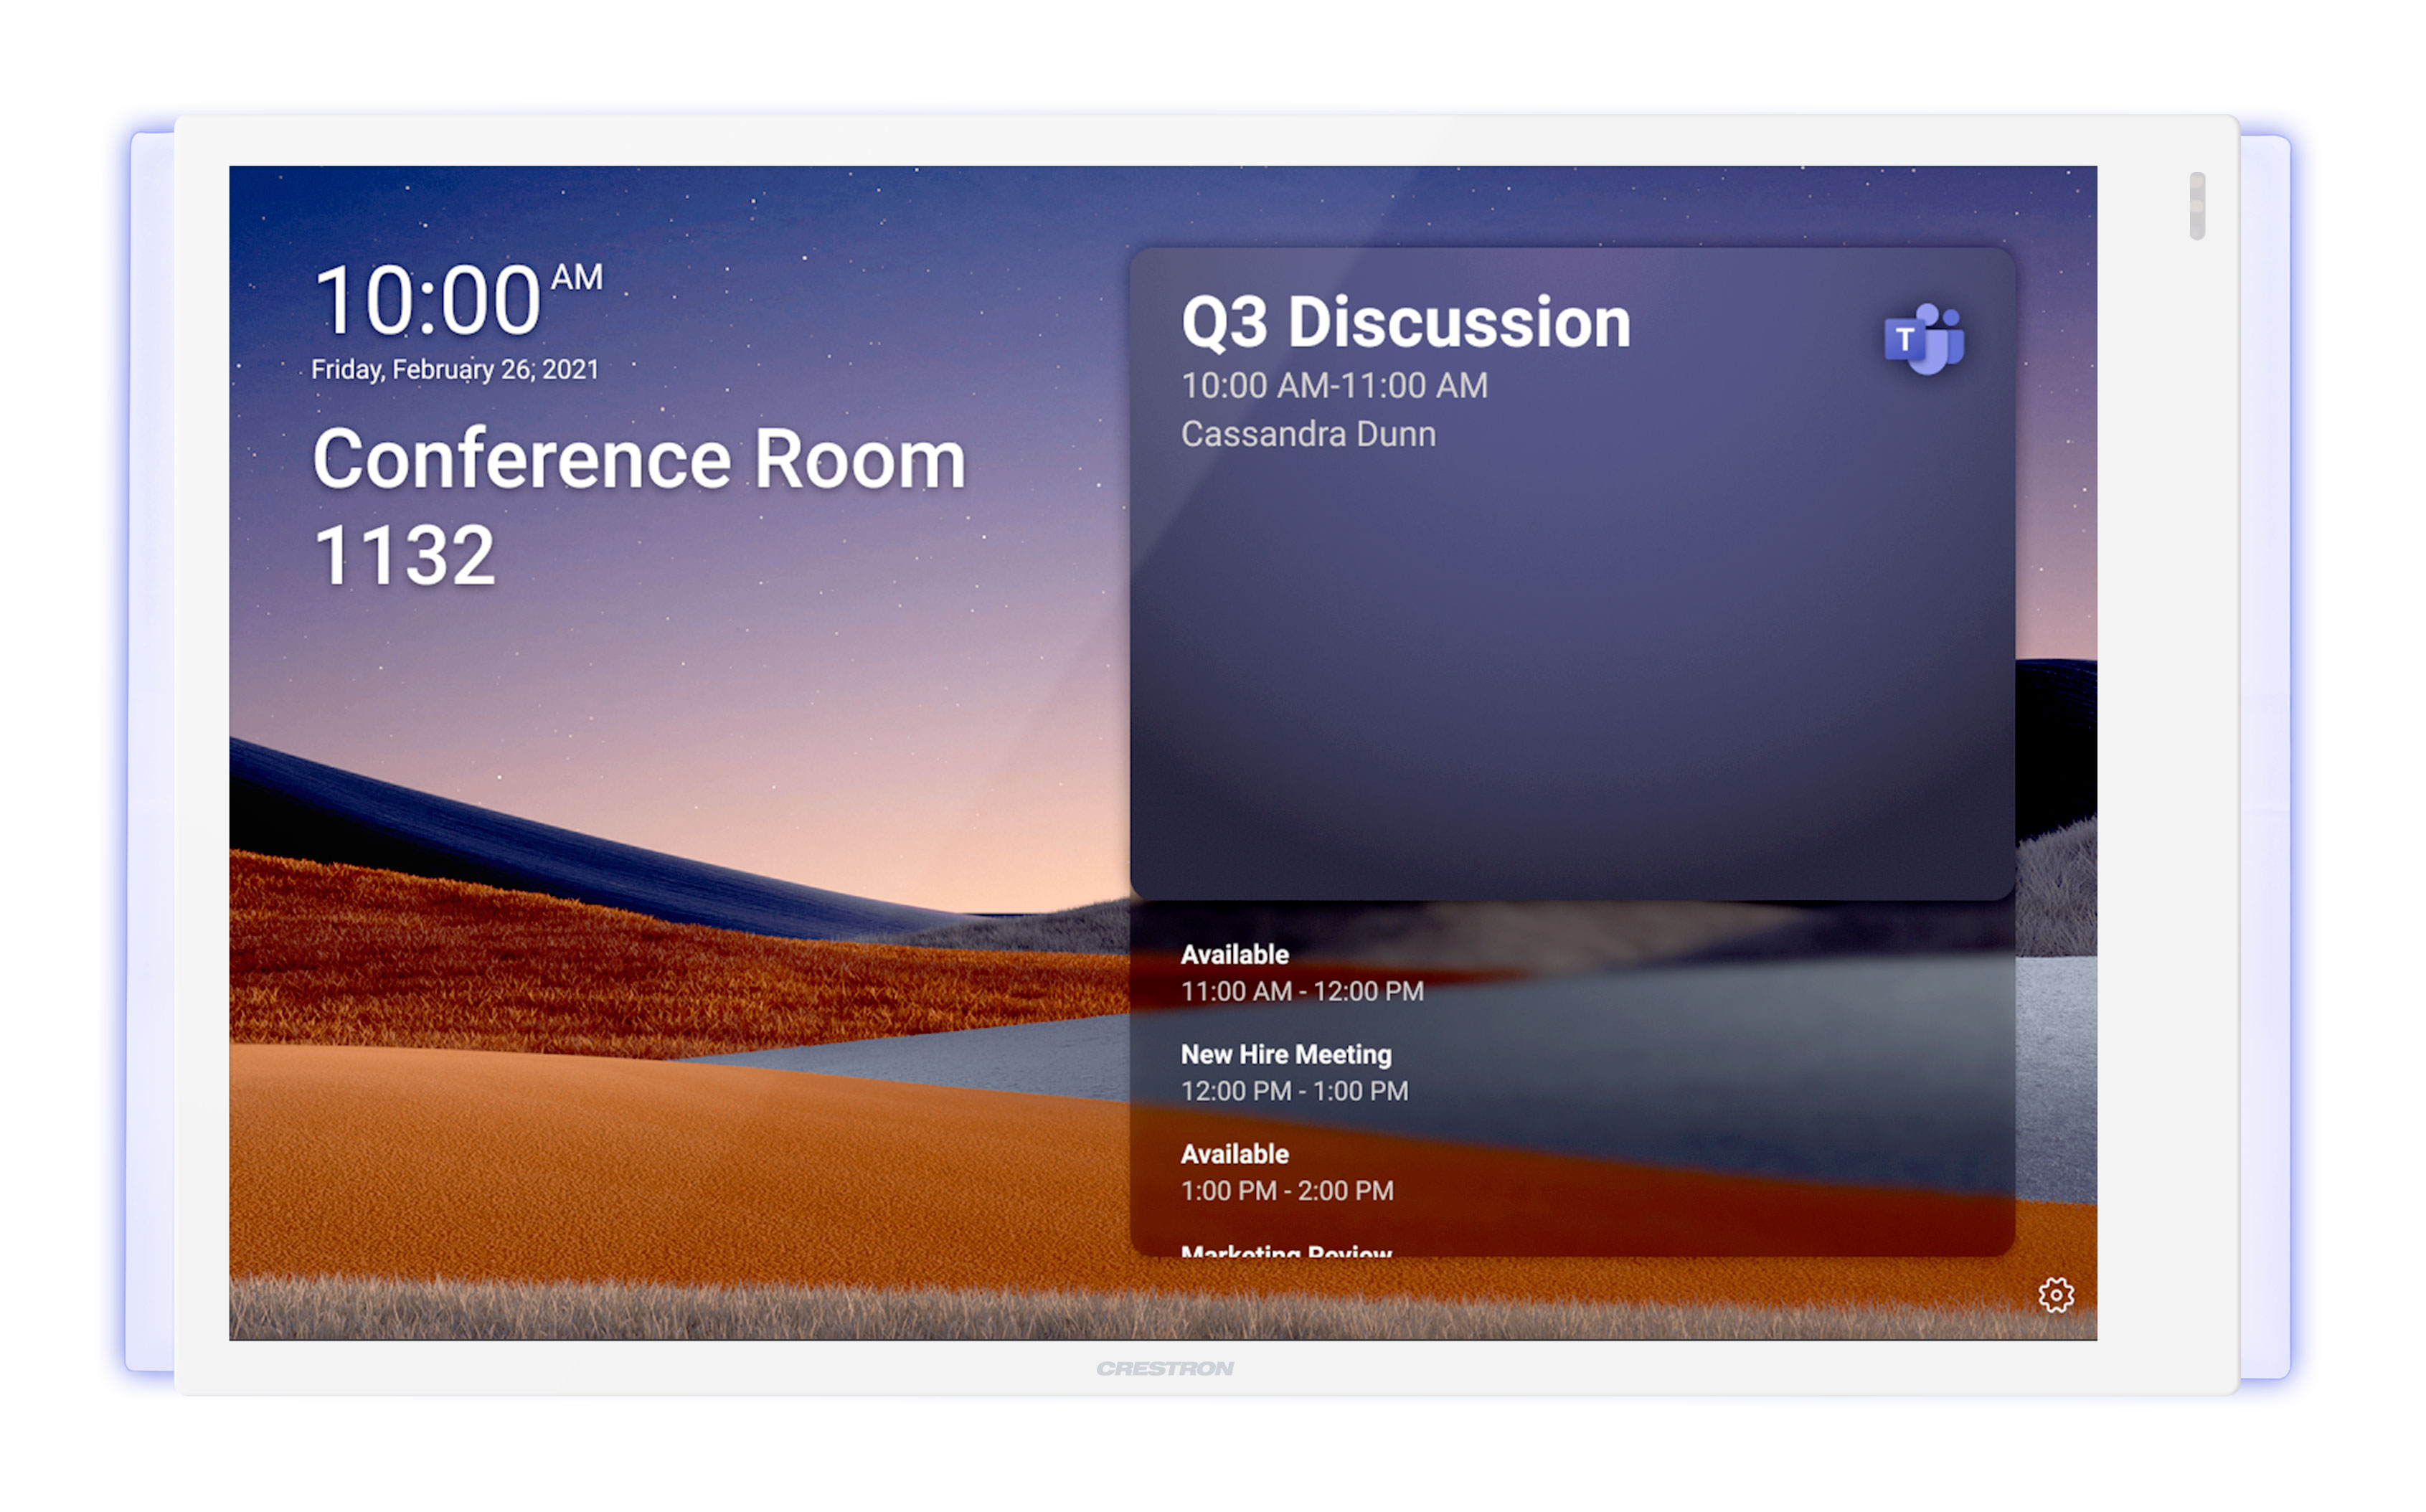 10:00 AM
Friday, February 26, 2021
Conference Room
1132
Q3 Discussion
10:00 AM-11:00 AM
Cassandra Dunn
T
Available
11:00 AM - 12:00 PM
New Hire Meeting
12:00 PM - 1:00 PM
Available
1:00 PM - 2:00 PM
Marketing Review
CRESTRON